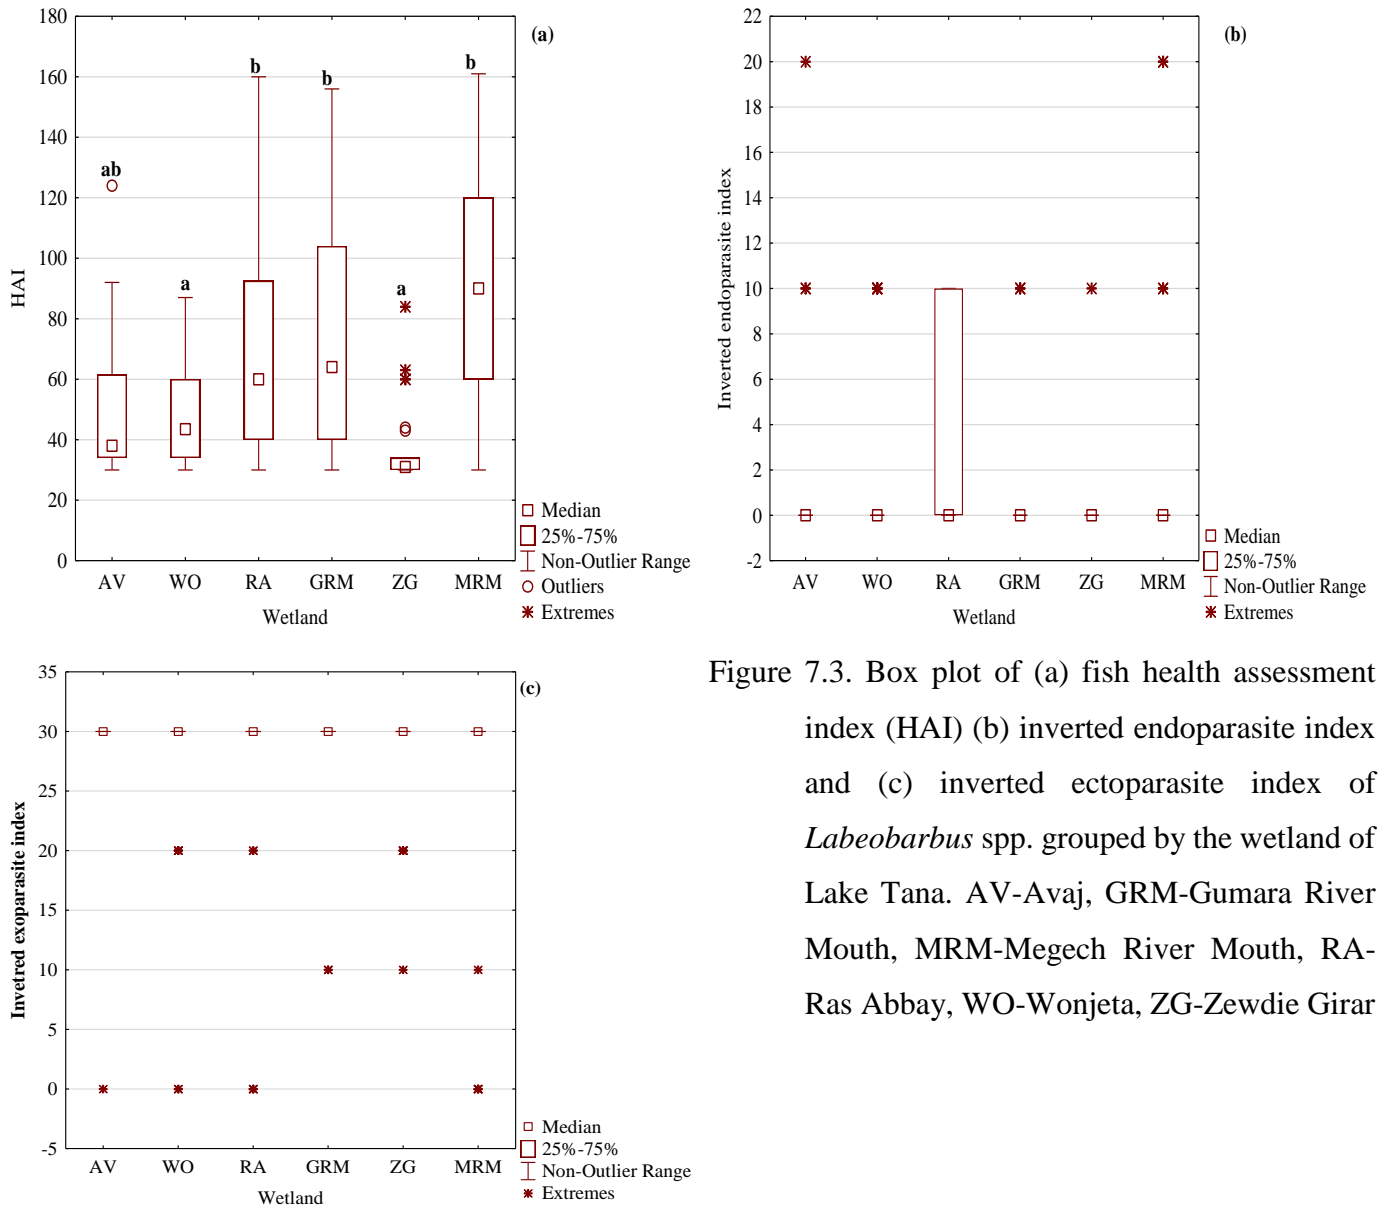 180
160
140
120
100
80
60
40
20
0
HAI
(a)
ab
a
b
b
a
b
AV WO RA GRM ZG MRM
Wetland
Median
25%-75%
Non-Outlier Range
Outliers
Extremes
22
20
18
16
14
12
10
8
6
4
2
0
-2
Inverted endoparasite index
(b)
AV WO RA GRM ZG MRM
Wetland
Median
25%-75%
Non-Outlier Range
Extremes
35
30
25
20
15
10
5
0
-5
Invetred exoparasite index
(c)
AV WO RA GRM ZG MRM
Wetland
Median
25%-75%
Non-Outlier Range
Extremes
Figure 7.3. Box plot of (a) fish health assessment
index (HAI) (b) inverted endoparasite index
and (c) inverted ectoparasite index of
Labeobarbus spp. grouped by the wetland of
Lake Tana. AV-Avaj, GRM-Gumara River
Mouth, MRM-Megech River Mouth, RA-
Ras Abbay, WO-Wonjeta, ZG-Zewdie Girar